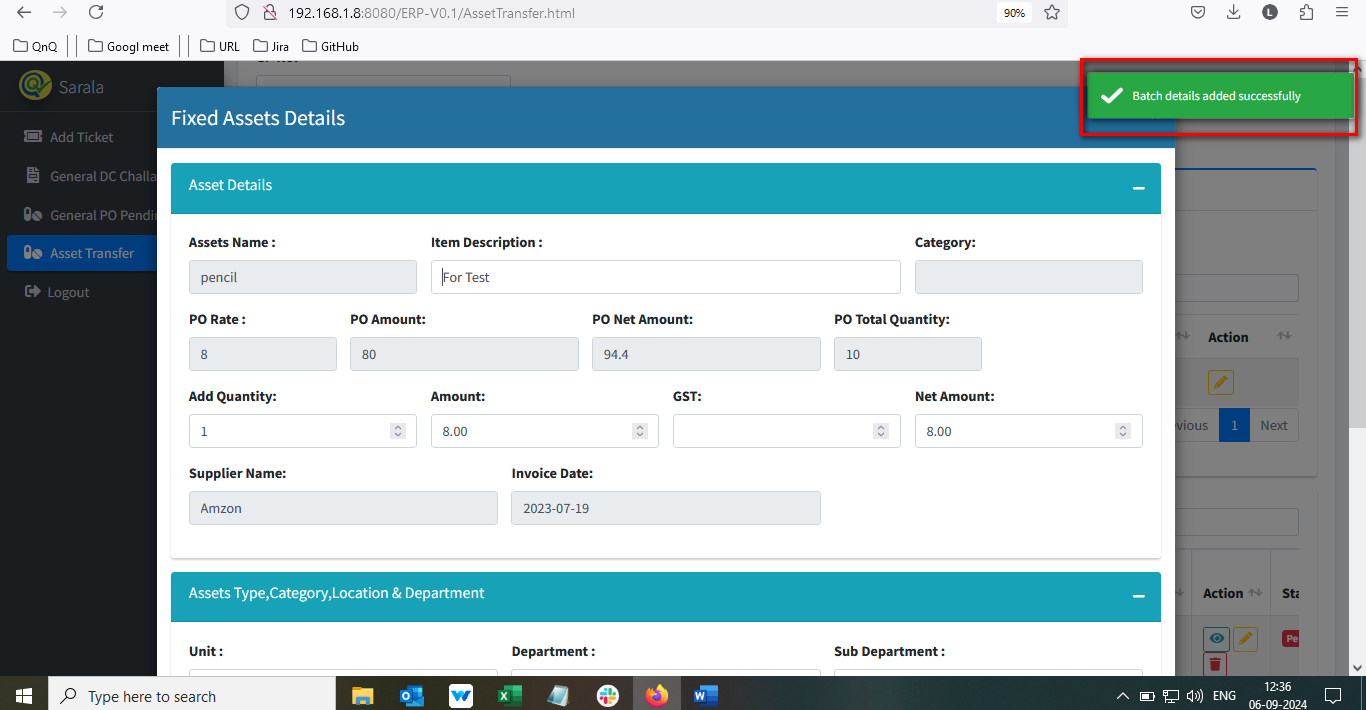 192.168.1.8:8080/ERP-V0.1/AssetTransfer.html
90%
L
QnQ
Googl meet
URL
Jira
GitHub
Sarala
Batch details added successfully
Fixed Assets Details
Add Ticket
General DC Challa
General PO Pendin
Asset Transfer
Logout
Asset Details
Assets Name :
Item Description :
Category:
pencil
For Test
PO Rate :
PO Amount:
PO Net Amount:
PO Total Quantity:
Action
8
80
94.4
10
Add Quantity:
Amount:
GST:
Net Amount:
1
8.00
8.00
vious
1
Next
Supplier Name:
Invoice Date:
Amzon
2023-07-19
Assets Type,Category,Location & Department
Action
Sta
Unit :
Department :
Sub Department :
Pe
Type here to search
ENG
12:36
06-09-2024